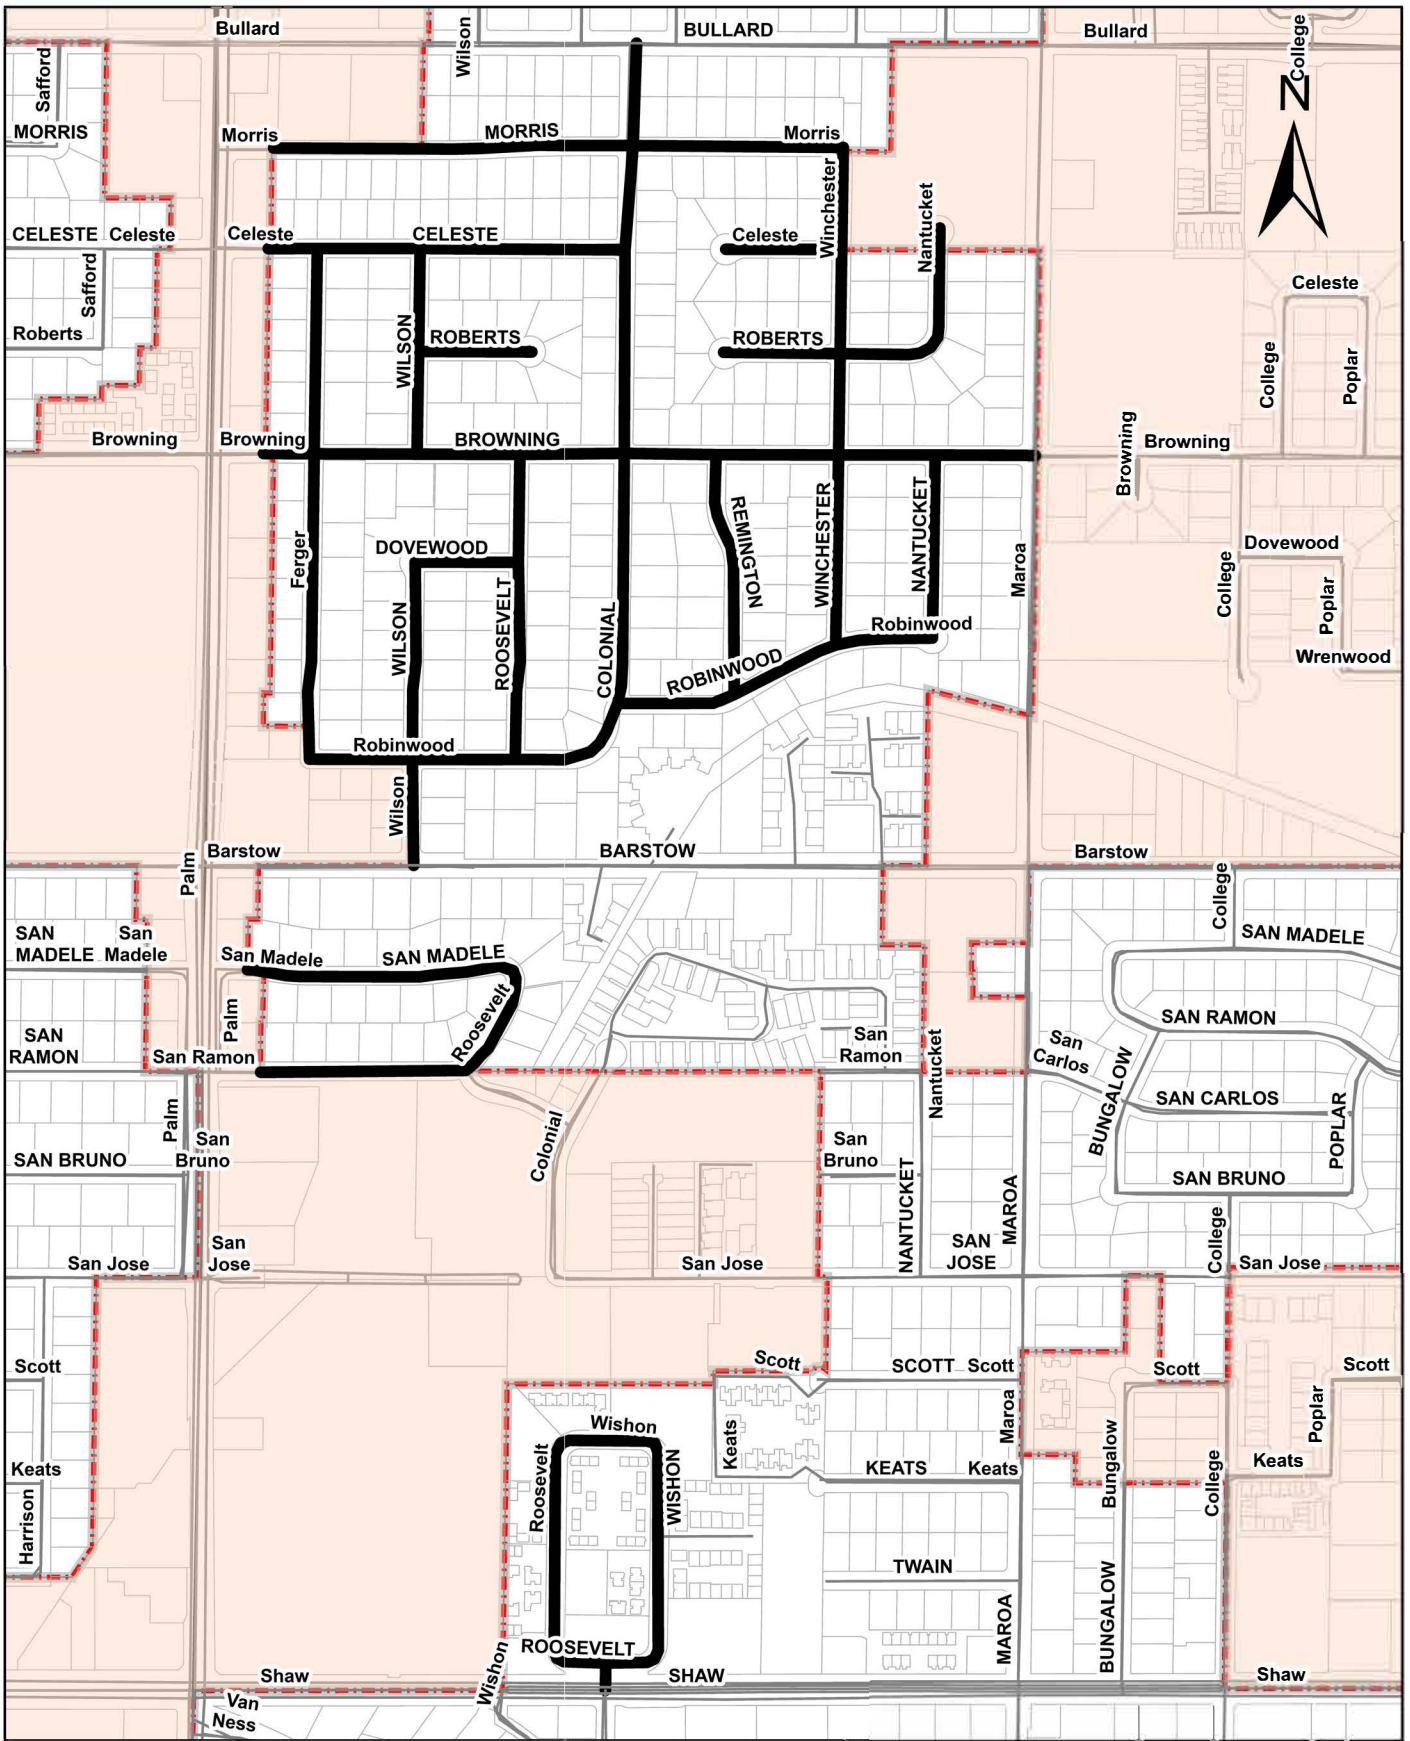 Bullard
Wilson
BULLARD
Bullard
College
Safford
N
MORRIS
Morris
MORRIS
Morris
Winchester
Nantucket
CELESTE
Celeste
Celeste
CELESTE
Celeste
Safford
Celeste
Roberts
WILSON
ROBERTS
ROBERTS
College
Poplar
Browning
Browning
BROWNING
Browning
Browning
Ferger
DOVEWOOD
REMINGTON
WINCHESTER
NANTUCKET
Maroa
Dovewood
WILSON
ROOSEVELT
COLONIAL
Robinwood
College
Poplar
ROBINWOOD
Wrenwood
Robinwood
Wilson
Palm
Barstow
BARSTOW
Barstow
College
SAN
MADELE
San
Madele
San Madele
SAN MADELE
SAN MADELE
SAN
RAMON
Palm
Roosevelt
San
Ramon
Nantucket
San
Carlos
SAN RAMON
San Ramon
BUNGALOW
SAN CARLOS
POPLAR
Palm
San
Bruno
Colonial
San
Bruno
SAN BRUNO
NANTUCKET
MAROA
SAN BRUNO
San Jose
San
Jose
San Jose
SAN
JOSE
College
San Jose
Scott
Scott
SCOTT
Scott
Scott
Scott
Wishon
Keats
Maroa
Poplar
Keats
Roosevelt
WISHON
KEATS
Keats
Bungalow
College
Keats
Harrison
TWAIN
ROOSEVELT
MAROA
BUNGALOW
Shaw
Wishon
SHAW
Shaw
Van
Ness